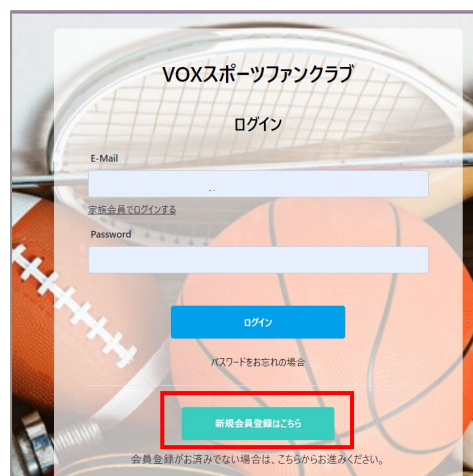 VOXスポーツファンクラブ
ログイン
E-Mail
家族会員でログインする
Password
ログイン
パスワードをお忘れの場合
新規会員登録はこちら
会員登録がお済みでない場合は、こちらからお進みください。